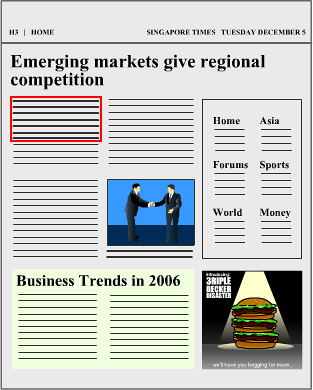 H3 | HOME
SINGAPORE TIMES TUESDAY DECEMBER 5
Emerging markets give regional
competition
Home Asia
Forums Sports
World Money
Business Trends in 2006
Introducing:
3RIPLE
DECKER
DISASTER
we'll have you begging for more...